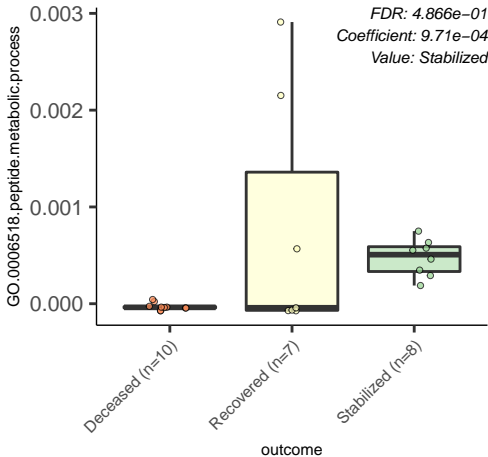 FDR: 4.866e−01
Coefficient: 9.71e−04
Value: Stabilized
GO.0006518.peptide.metabolic.process
0.003
0.002
0.001
0.000
Deceased (n=10)
Recovered (n=7)
Stabilized (n=8)
outcome